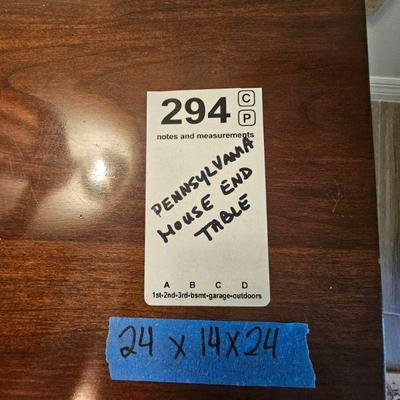 294 C
P
notes and measurements
PENNSYLVANIA
HOUSE END
TABLE
A B C D
1st-2nd-3rd-bsmt-garage-outdoors
24 x 14 x 24